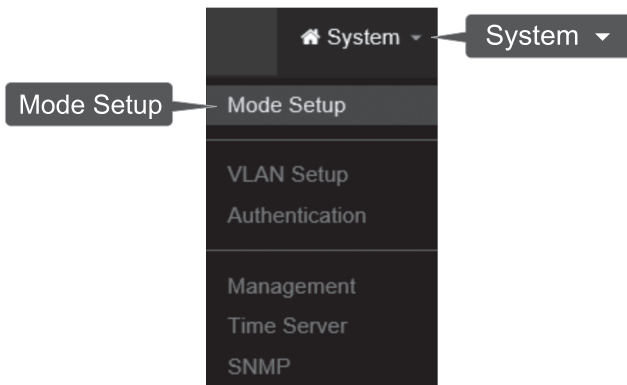 System
System
Mode Setup
Mode Setup
VLAN Setup
Authentication
Management
Time Server
SNMP